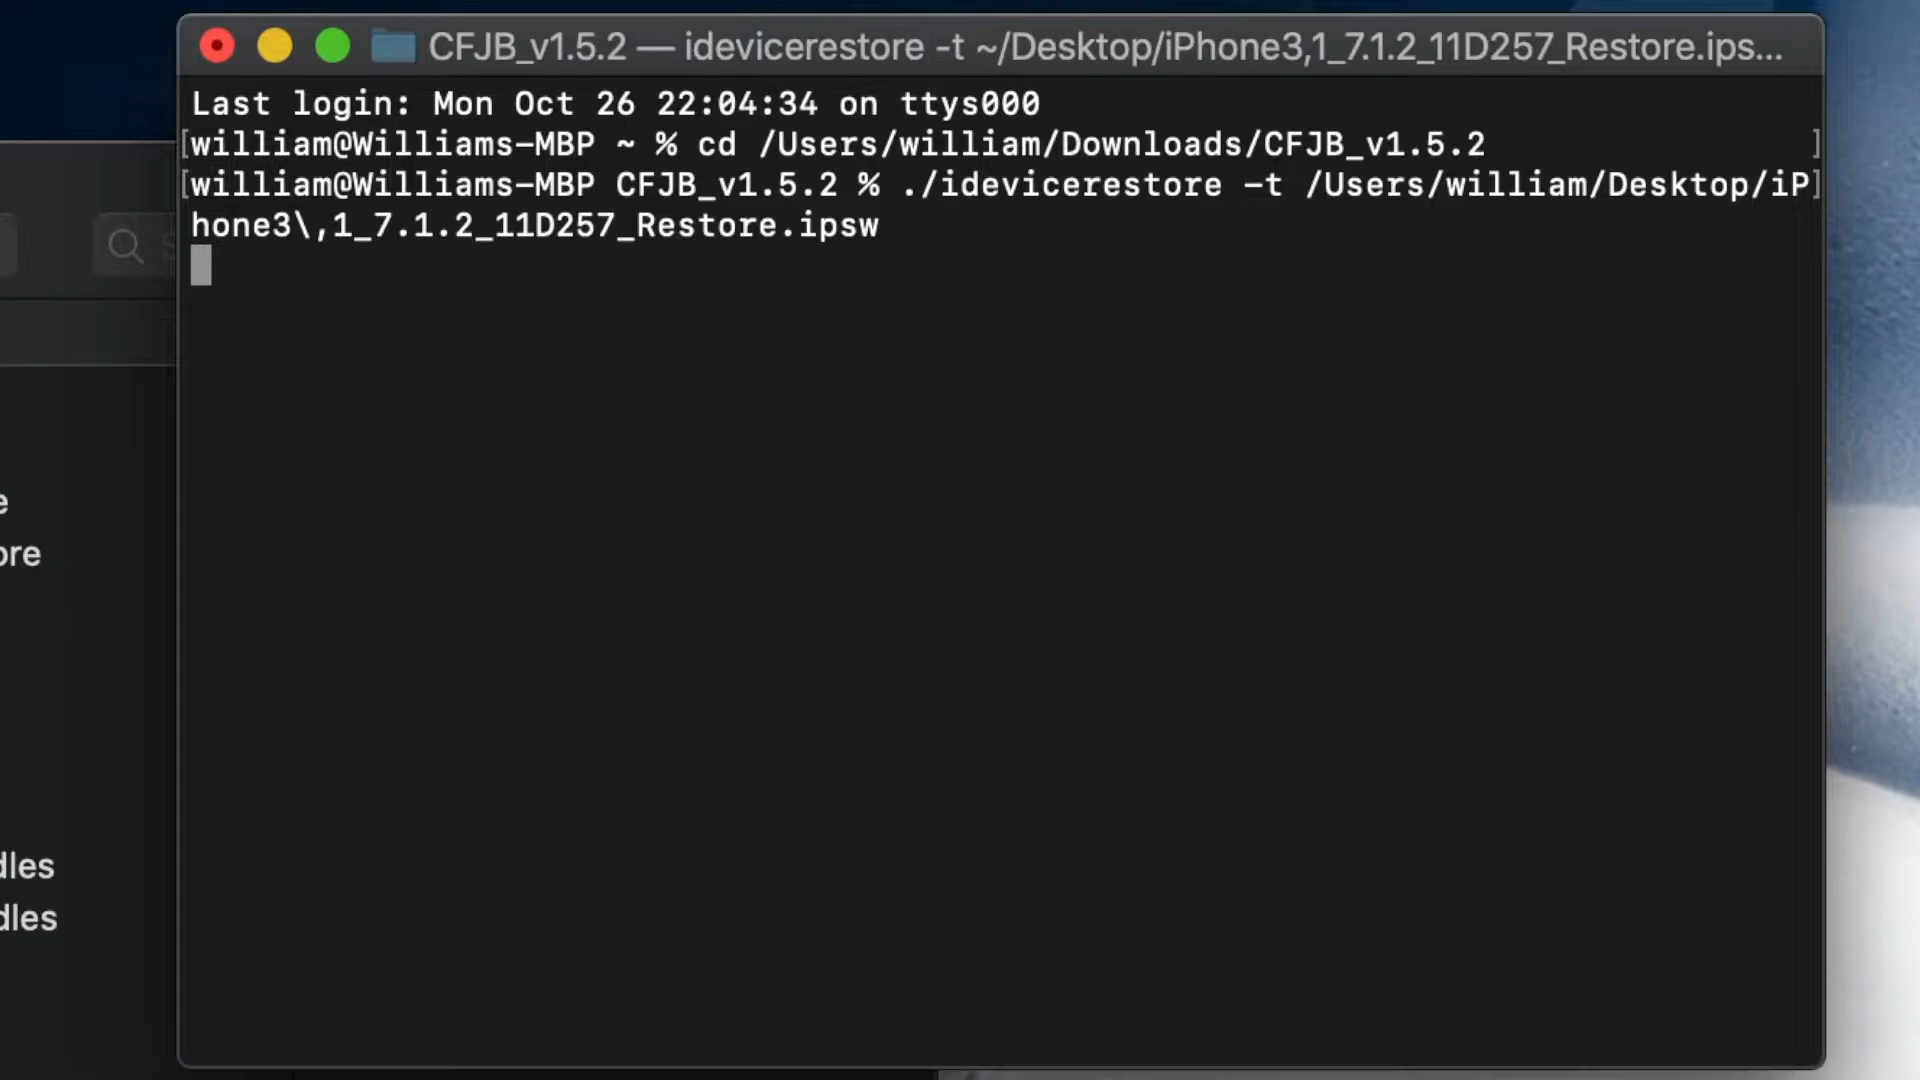 CFJB_v1.5.2 — idevicerestore -t ~/Desktop/iPhone3,1_7.1.2_11D257_Restore.ips...
Last login: Mon Oct 26 22:04:34 on ttys000
[william@Williams-MBP ~ % cd /Users/william/Downloads/CFJB_v1.5.2 ]
[william@Williams-MBP CFJB_v1.5.2 % ./idevicerestore -t /Users/william/Desktop/iP]
hone3\,1_7.1.2_11D257_Restore.ipsw
e
ore
dles
dles